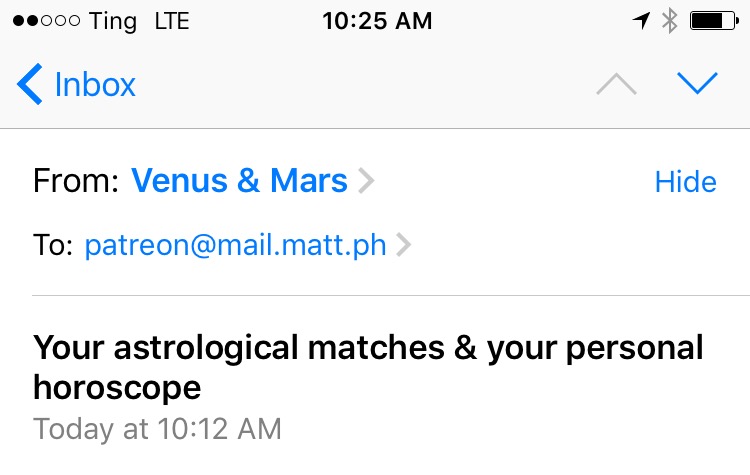 Ting LTE 10:25 AM
Inbox
From: Venus & Mars Hide
To: patreon@mail.matt.ph
Your astrological matches & your personal
horoscope
Today at 10:12 AM